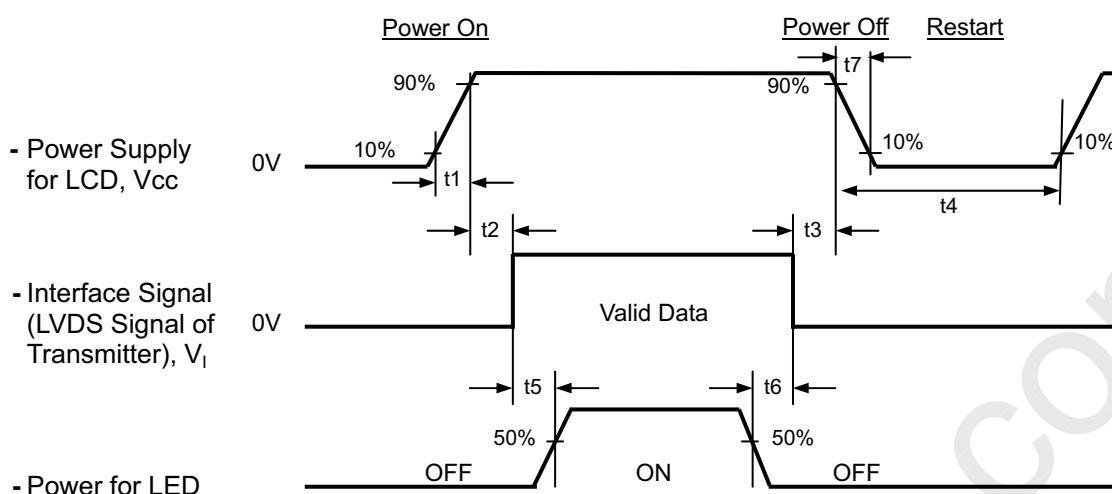 Power On
Power Off
Restart
t7
90%
90%
10%
10%
10%
- Power Supply
for LCD, Vcc
0V
t1
t4
t2
t3
- Interface Signal
(LVDS Signal of
Transmitter), VI
0V
Valid Data
t5
t6
50%
50%
OFF
ON
OFF
- Power for LED